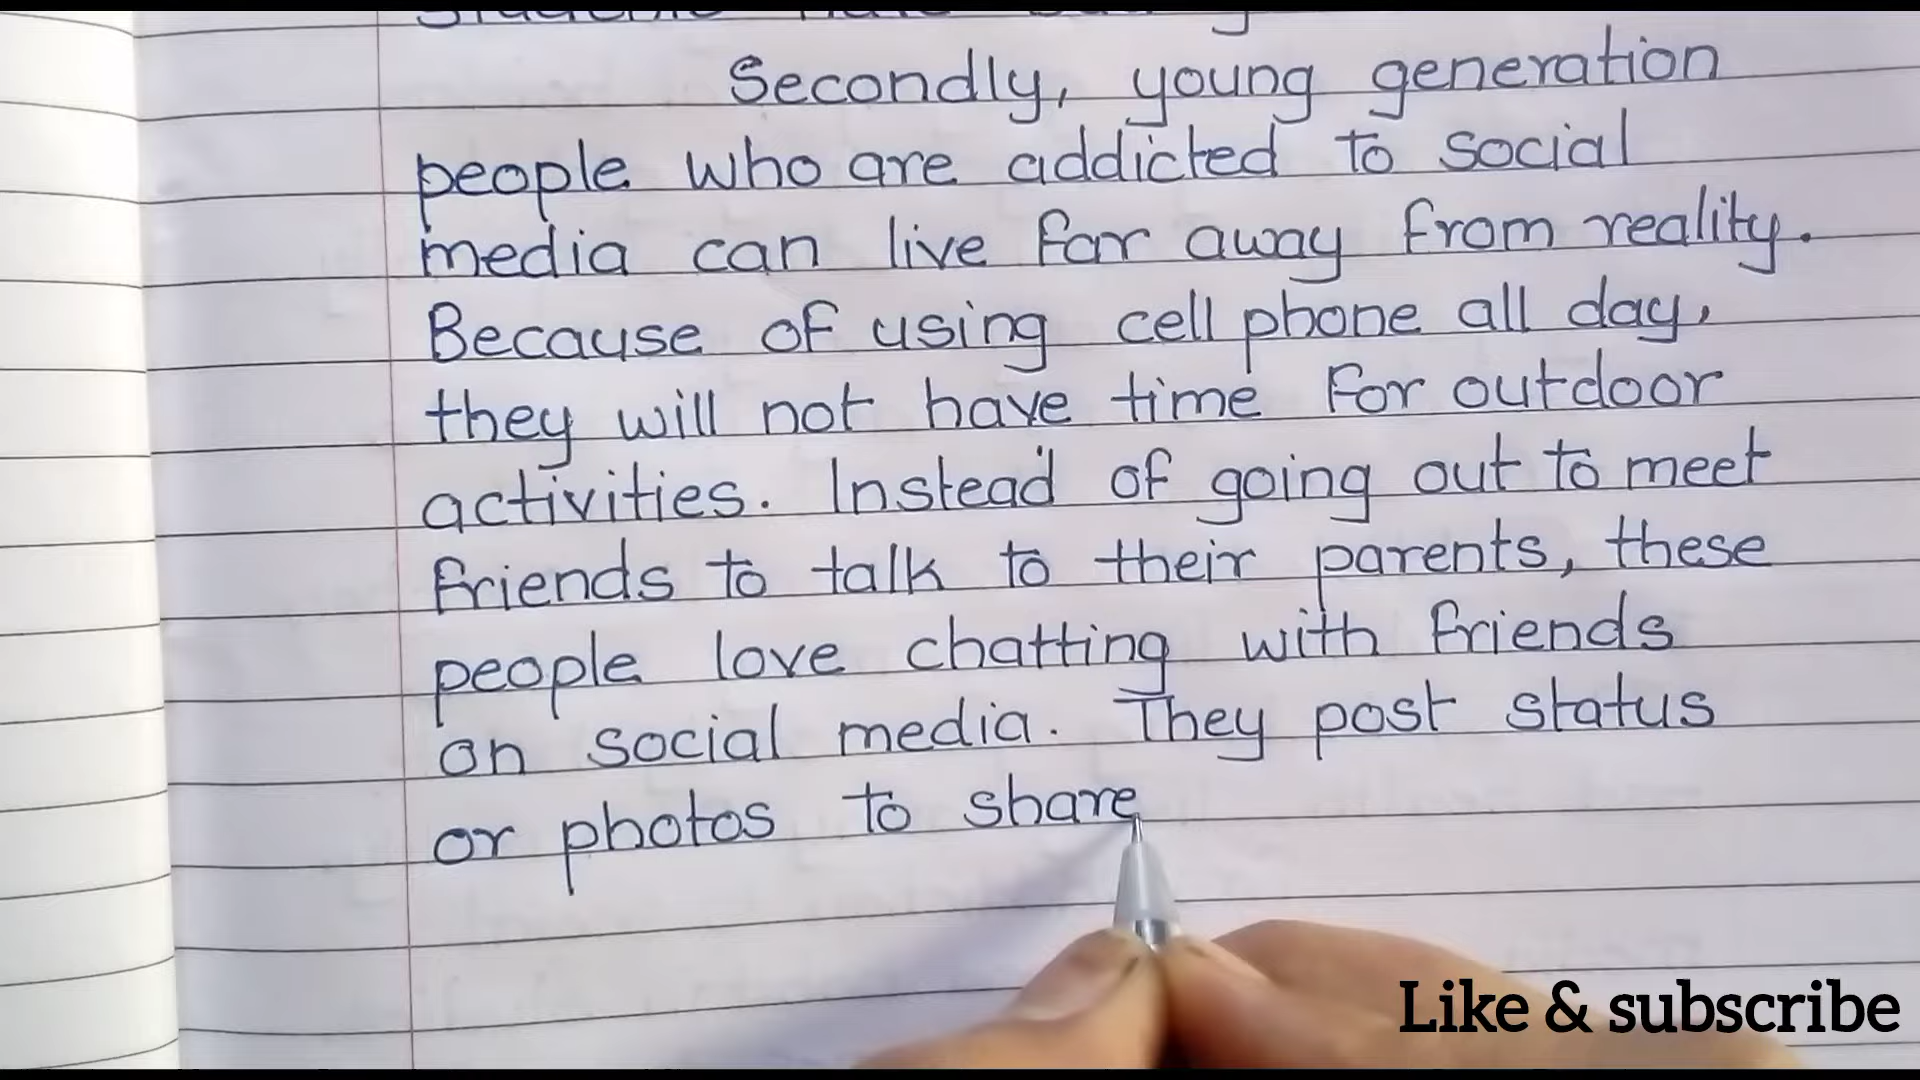 Secondly, young generation
people who are addicted to social
media can live far away from reality.
Because of using cell phone all day,
they will not have time for outdoor
activities. Instead of going out to meet
friends to talk to their parents, these
people love chatting with friends
on social media. They post status
or photos to share
Like & subscribe